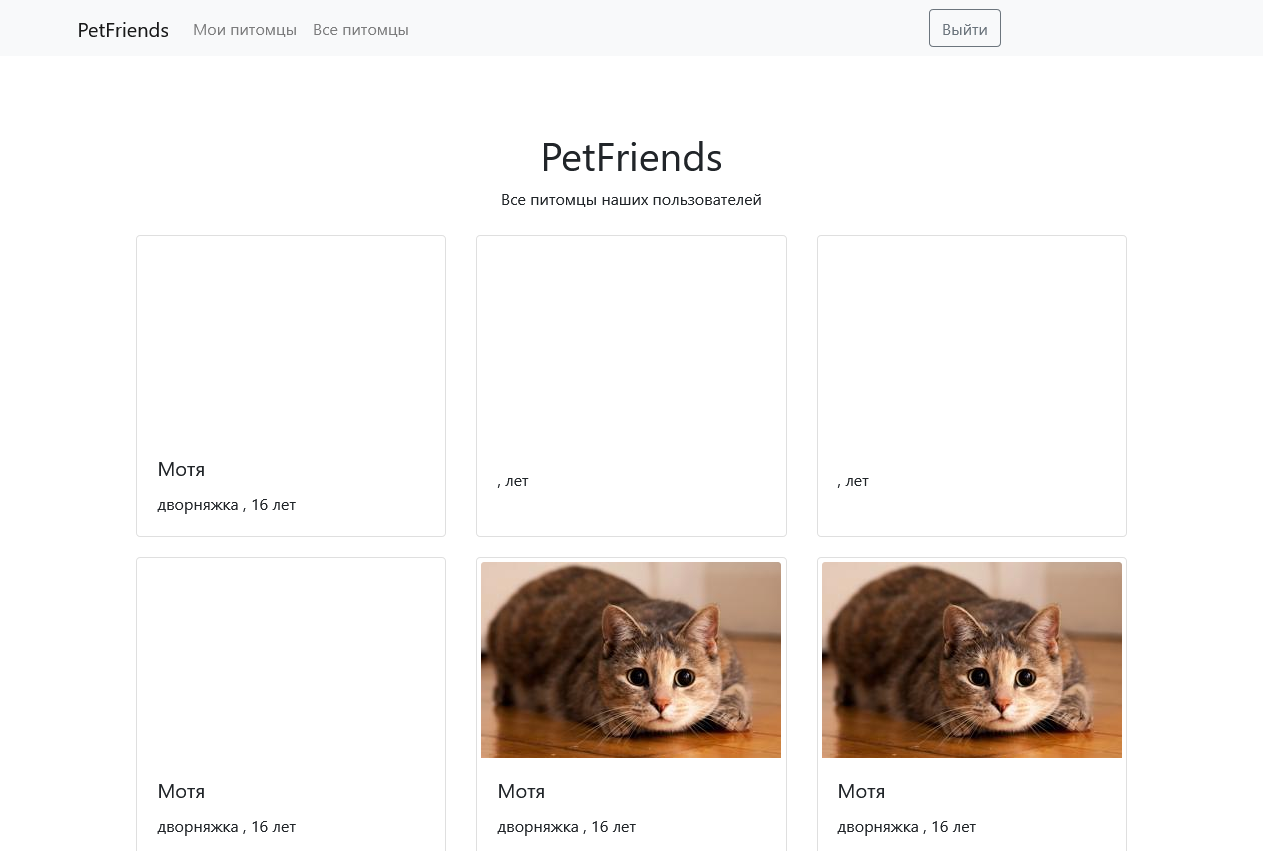 PetFriends Мои питомцы Все питомцы Выйти
PetFriends
Все питомцы наших пользователей
Мотя
дворняжка , 16 лет
, лет
, лет
Мотя
дворняжка , 16 лет
Мотя
дворняжка , 16 лет
Мотя
дворняжка , 16 лет